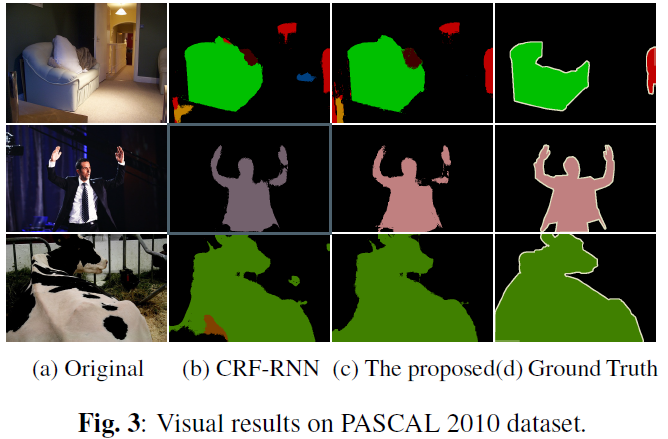 (a) Original (b) CRF-RNN (c) The proposed(d) Ground Truth
Fig. 3: Visual results on PASCAL 2010 dataset.